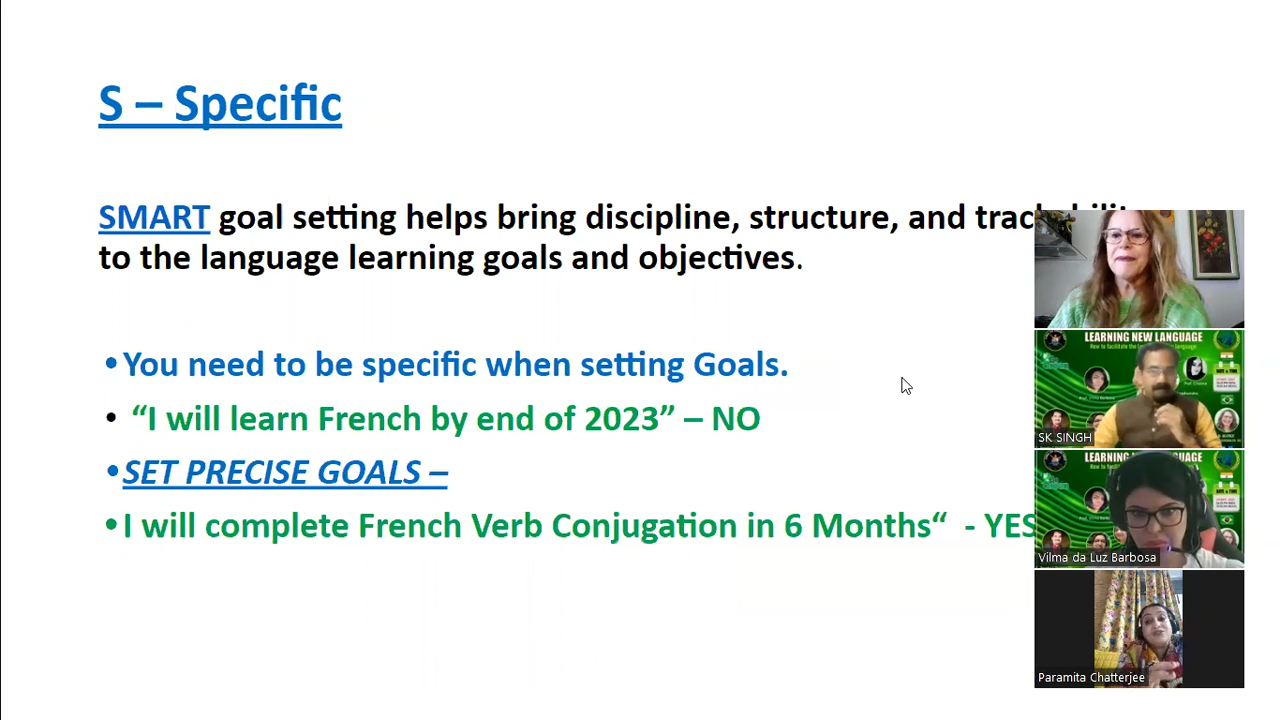 S – Specific
SMART goal setting helps bring discipline, structure, and
to the language learning goals and objectives.
•You need to be specific when setting Goals.
• “I will learn French by end of 2023” – NO
•SET PRECISE GOALS –
•I will complete French Verb Conjugation in 6 Months“ - YES
LEARNING NEW LANGUAGE
SK SINGH
Vilma da Luz Barbosa
Paramita Chatterjee